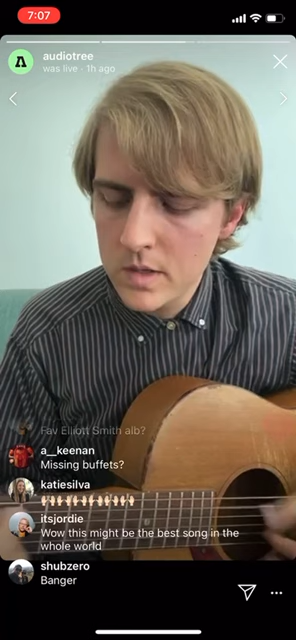 7:07
audiotree
was live · 1h ago
Fav Elliott Smith alb?
a__keenan
Missing buffets?
katiesilva
itsjordie
Wow this might be the best song in the
whole world
shubzero
Banger